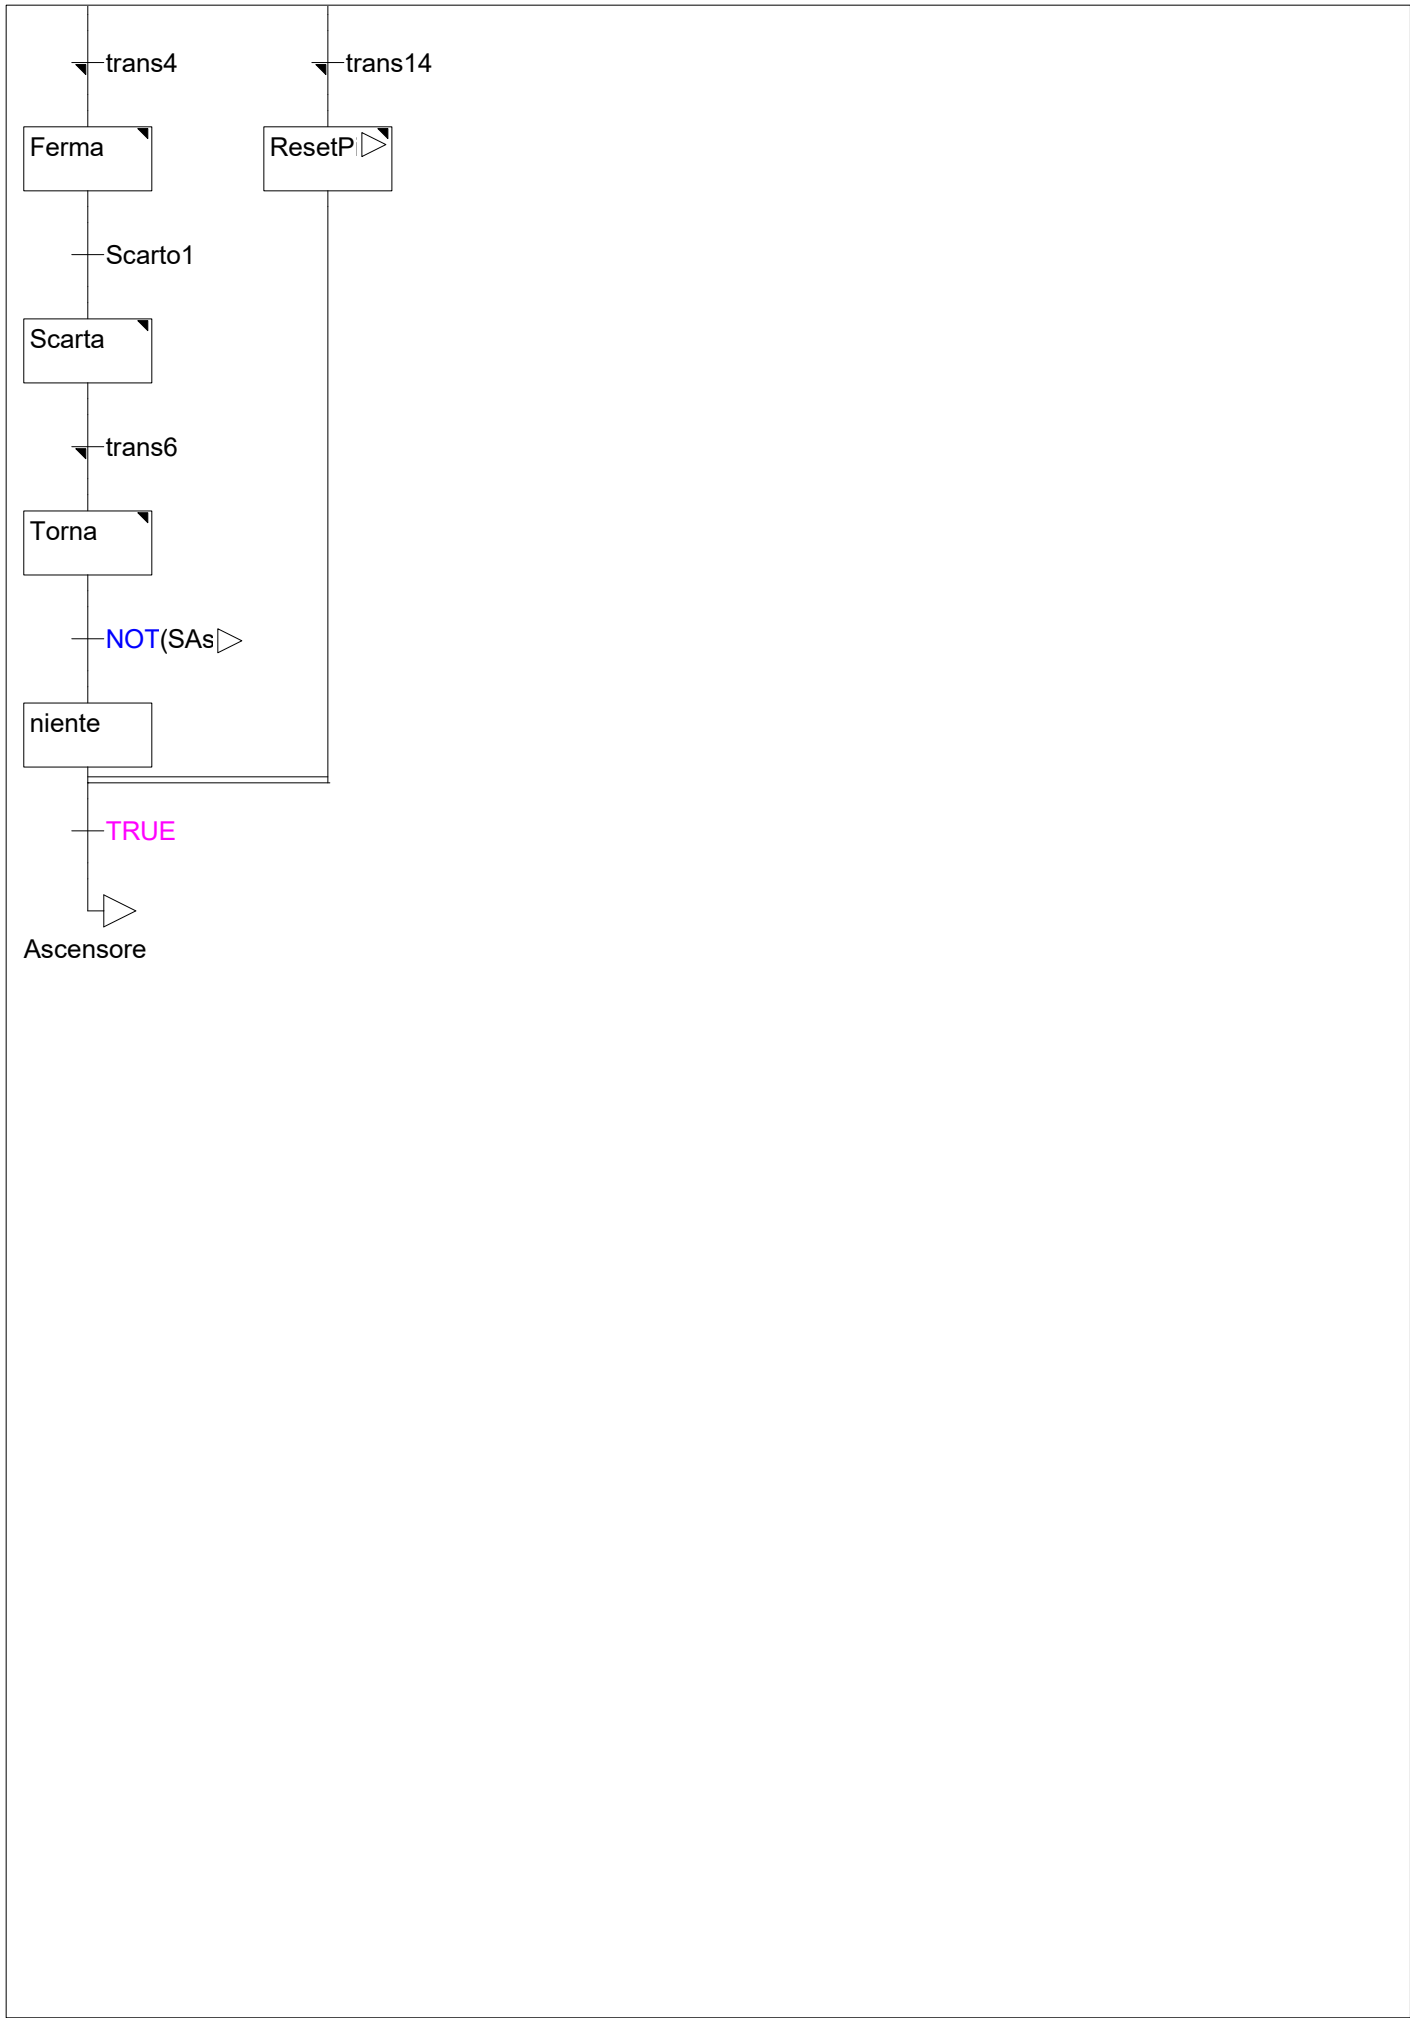 trans4
trans14
Ferma
ResetP
Scarto1
Scarta
trans6
Torna
NOT(SAs
niente
TRUE
Ascensore